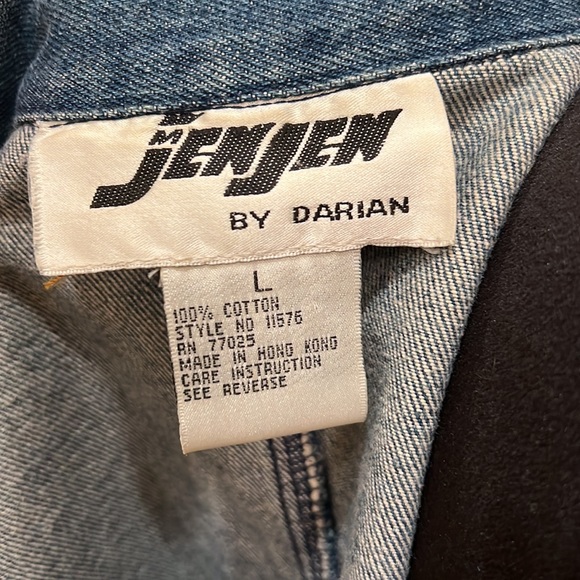 JENJEN
BY DARIAN
L
100% COTTON
STYLE NO 11576
RN 77025
MADE IN HONG KONG
CARE INSTRUCTION
SEE REVERSE